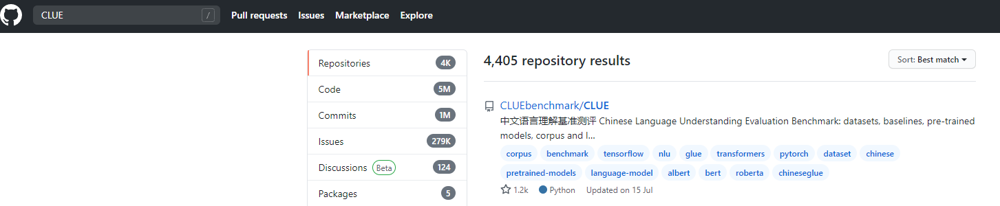 CLUE / Pull requests Issues Marketplace Explore
Repositories 4K
Code 5M
Commits 1M
Issues 279K
Discussions Beta 124
Packages 5
4,405 repository results Sort: Best match
CLUEbenchmark/CLUE
中文语言理解基准测评 Chinese Language Understanding Evaluation Benchmark: datasets, baselines, pre-trained
models, corpus and l...
corpus benchmark tensorflow nlu glue transformers pytorch dataset chinese
pretrained-models language-model albert bert roberta chineseglue
1.2k Python Updated on 15 Jul